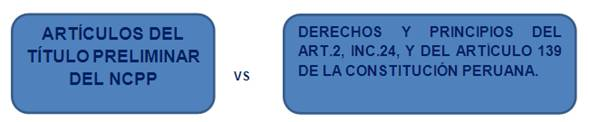 ARTÍCULOS DEL
TÍTULO PRELIMINAR
DEL NCPP
vs
DERECHOS Y PRINCIPIOS DEL
ART.2, INC.24, Y DEL ARTÍCULO 139
DE LA CONSTITUCIÓN PERUANA.